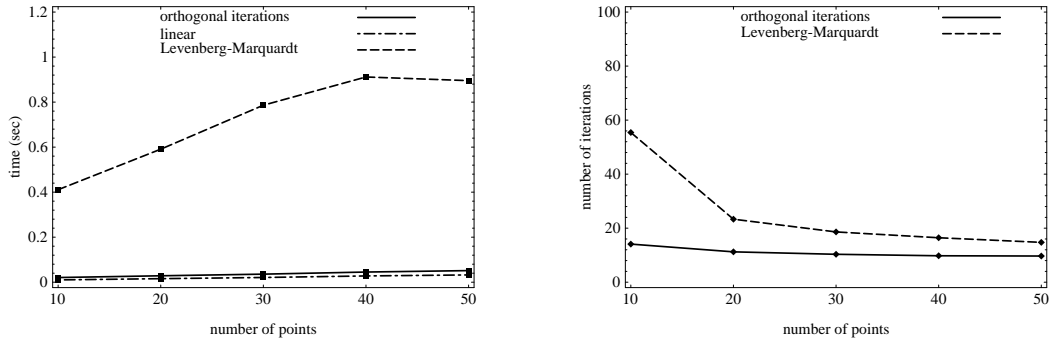 orthogonal iterations
linear
Levenberg-Marquardt
1.2
1
0.8
0.6
0.4
0.2
0
time (sec)
10 20 30 40 50
number of points
orthogonal iterations
Levenberg-Marquardt
100
80
60
40
20
0
number of iterations
10 20 30 40 50
number of points